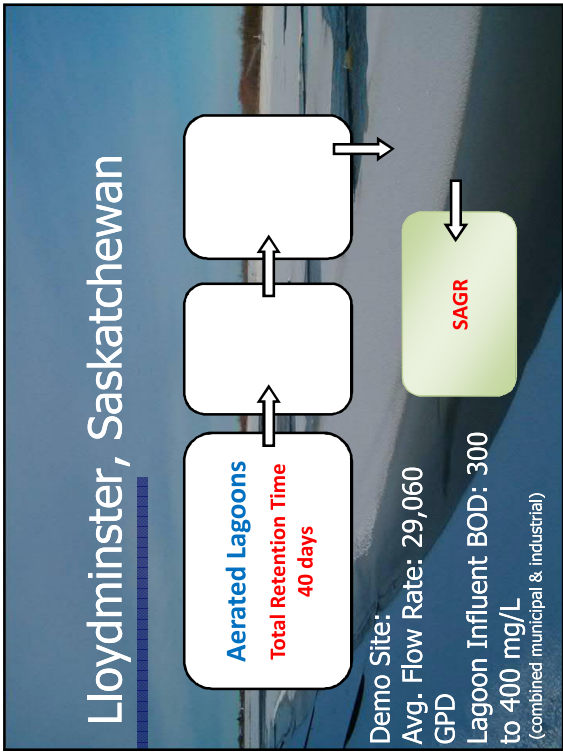 Lloydminster, Saskatchewan
Aerated Lagoons
Total Retention Time
40 days
SAGR
Demo Site:
Avg. Flow Rate: 29,060
GPD
Lagoon Influent BOD: 300
to 400 mg/L
(combined municipal & industrial)